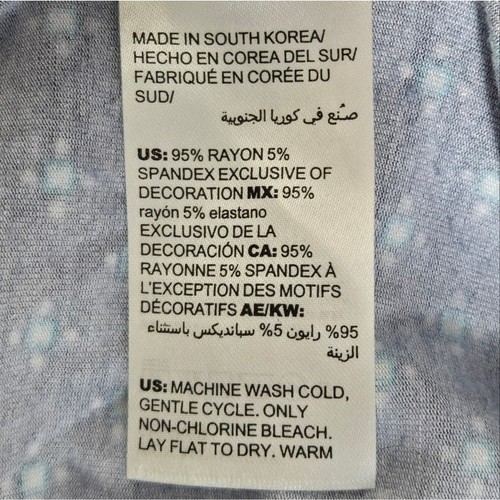 MADE IN SOUTH KOREA/
HECHO EN COREA DEL SUR/
FABRIQUÉ EN CORÉE DU
SUD/
صُنع في كوريا الجنوبية
US: 95% RAYON 5%
SPANDEX EXCLUSIVE OF
DECORATION MX: 95%
rayón 5% elastano
EXCLUSIVO DE LA
DECORACIÓN CA: 95%
RAYONNE 5% SPANDEX À
L'EXCEPTION DES MOTIFS
DÉCORATIFS AE/KW:
95% رايون 5% سبانديكس باستثناء
الزينة
US: MACHINE WASH COLD,
GENTLE CYCLE. ONLY
NON-CHLORINE BLEACH.
LAY FLAT TO DRY. WARM